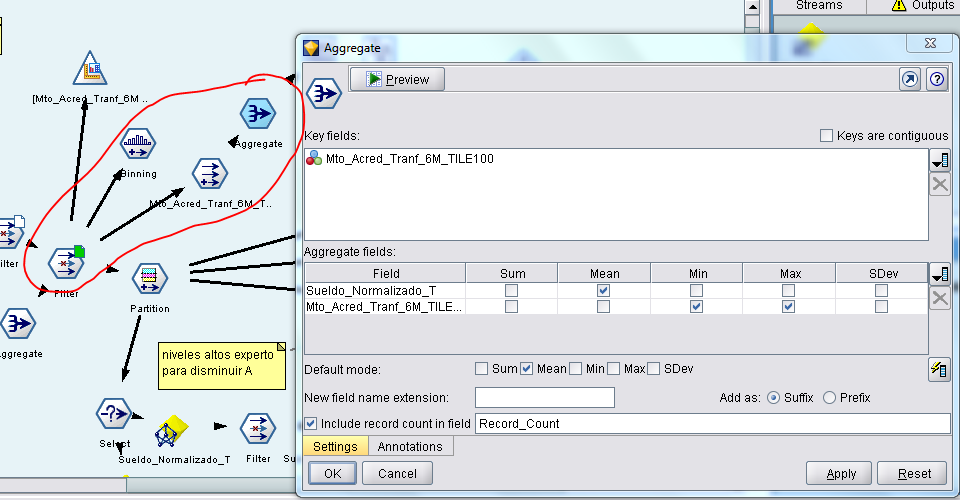 Streams
Outputs
Aggregate
Preview
[Mto_Acred_Tranf_6M ..
Aggregate
Binning
Mto_Acred_Tranf_6M_T...
Filter
Partition
Aggregate
niveles altos experto
para disminuir A
Select
Sueldo_Normalizado_T
Filter
Key fields:
Keys are contiguous
Mto_Acred_Tranf_6M_TILE100
Aggregate fields:
Field Sum Mean Min Max SDev
Sueldo_Normalizado_T
Mto_Acred_Tranf_6M_TILE...
Default mode: Sum Mean Min Max SDev
New field name extension: Add as: Suffix Prefix
Include record count in field Record_Count
Settings Annotations
OK Cancel Apply Reset